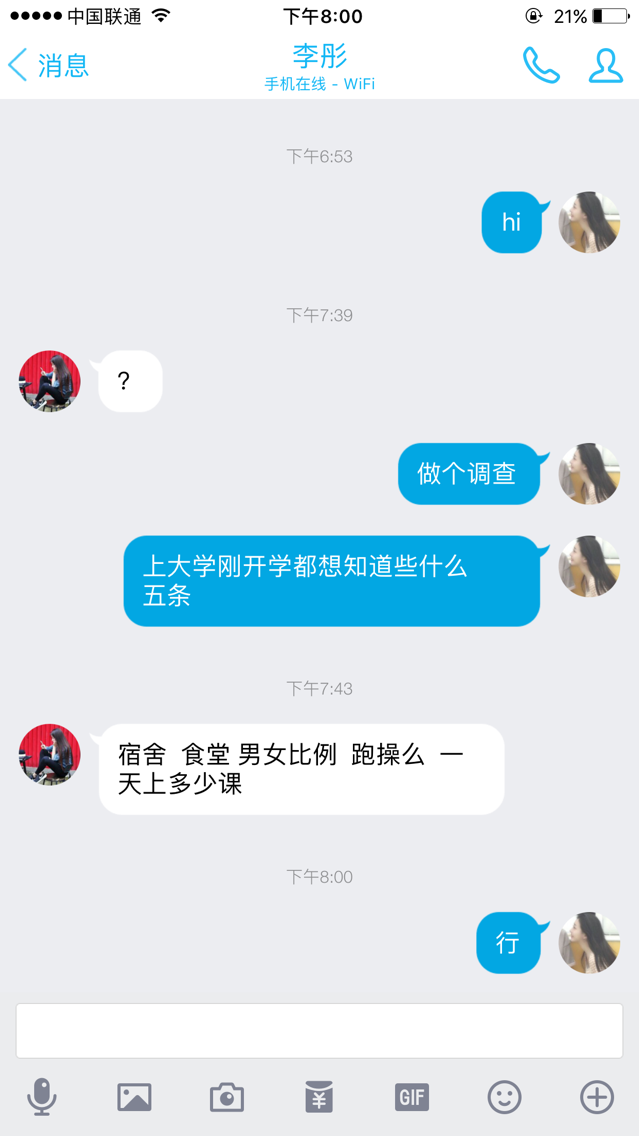 中国联通 下午8:00 21%
消息 李彤
手机在线 - WiFi
下午6:53
hi
下午7:39
?
做个调查
上大学刚开学都想知道些什么
五条
下午7:43
宿舍 食堂 男女比例 跑操么 一
天上多少课
下午8:00
行
¥ GIF